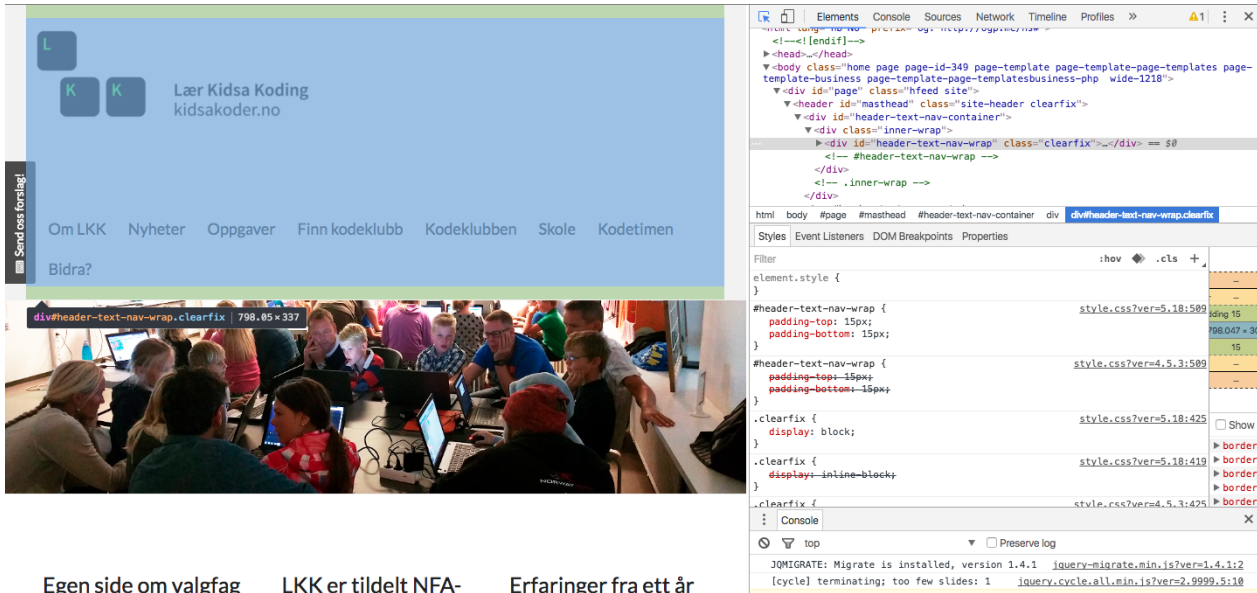 L
K K
Lær Kidsa Koding
kidsakoder.no
Send oss forslag!
Om LKK Nyheter Oppgaver Finn kodeklubb Kodeklubben Skole Kodetimen
Bidra?
div#header-text-nav-wrap.clearfix | 798.05×337
Egen side om valgfag LKK er tildelt NFA- Erfaringer fra ett år
Elements Console Sources Network Timeline Profiles » 1
<!--<![endif]-->
<head>…</head>
<body class="home page page-id-349 page-template page-template-page-templates page-
template-business page-template-page-templatesbusiness-php  wide-1218">
<div id="page" class="hfeed site">
<header id="masthead" class="site-header clearfix">
<div id="header-text-nav-container">
<div class="inner-wrap">
<div id="header-text-nav-wrap" class="clearfix">…</div> == $0
<!-- #header-text-nav-wrap -->
</div>
<!-- .inner-wrap -->
</div>
html body #page #masthead #header-text-nav-container div div#header-text-nav-wrap.clearfix
Styles Event Listeners DOM Breakpoints Properties
Filter :hov .cls +
element.style {
}
#header-text-nav-wrap { style.css?ver=5.18:509
padding-top: 15px;
padding-bottom: 15px;
}
#header-text-nav-wrap { style.css?ver=4.5.3:509
padding-top: 15px;
padding-bottom: 15px;
}
.clearfix { style.css?ver=5.18:425
display: block;
}
.clearfix { style.css?ver=5.18:419
display: inline-block;
}
.clearfix { style.css?ver=4.5.3:425
dding 15
798.047 × 30
15
Show
border
border
border
border
border
Console
top Preserve log
JQMIGRATE: Migrate is installed, version 1.4.1 jquery-migrate.min.js?ver=1.4.1:2
[cycle] terminating; too few slides: 1 jquery.cycle.all.min.js?ver=2.9999.5:10